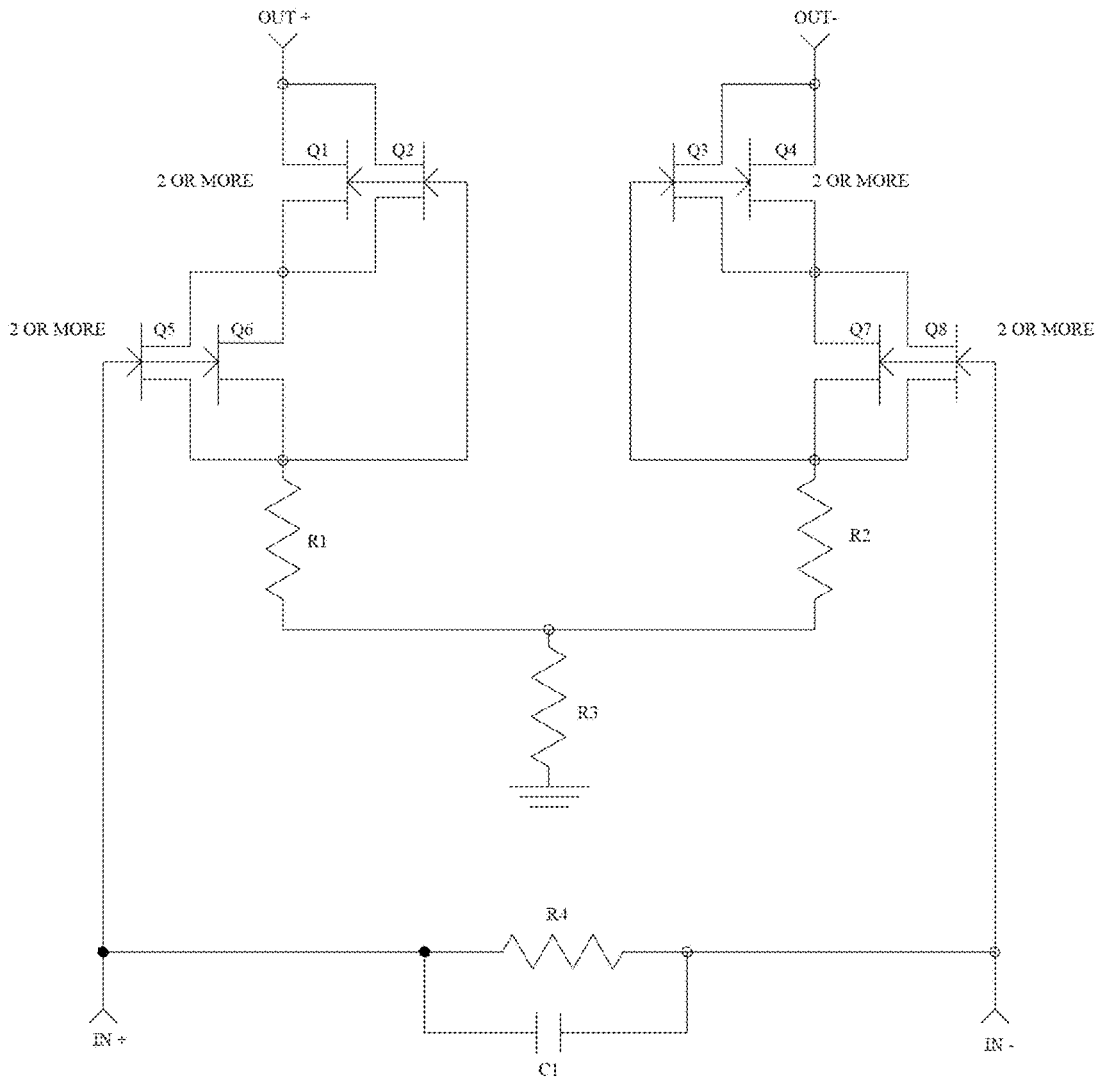 OUT +
OUT-
Q1
Q2
Q3
Q4
2 OR MORE
2 OR MORE
2 OR MORE
Q5
Q6
Q7
Q8
2 OR MORE
R1
R2
R3
R4
IN +
C1
IN -